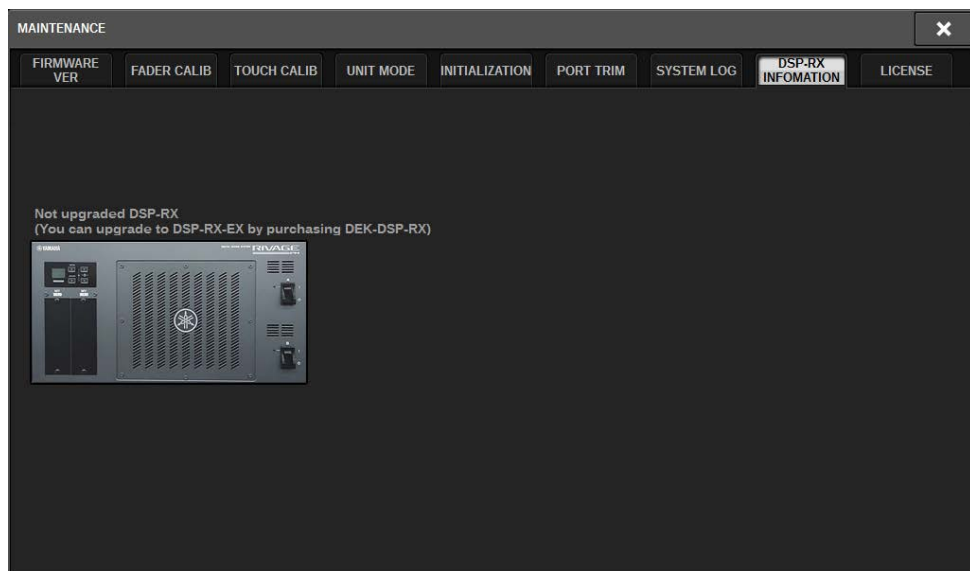 MAINTENANCE
FIRMWARE
VER
FADER CALIB
TOUCH CALIB
UNIT MODE
INITIALIZATION
PORT TRIM
SYSTEM LOG
DSP-RX
INFOMATION
LICENSE
Not upgraded DSP-RX
(You can upgrade to DSP-RX-EX by purchasing DEK-DSP-RX)
YAMAHA
RIVAGE